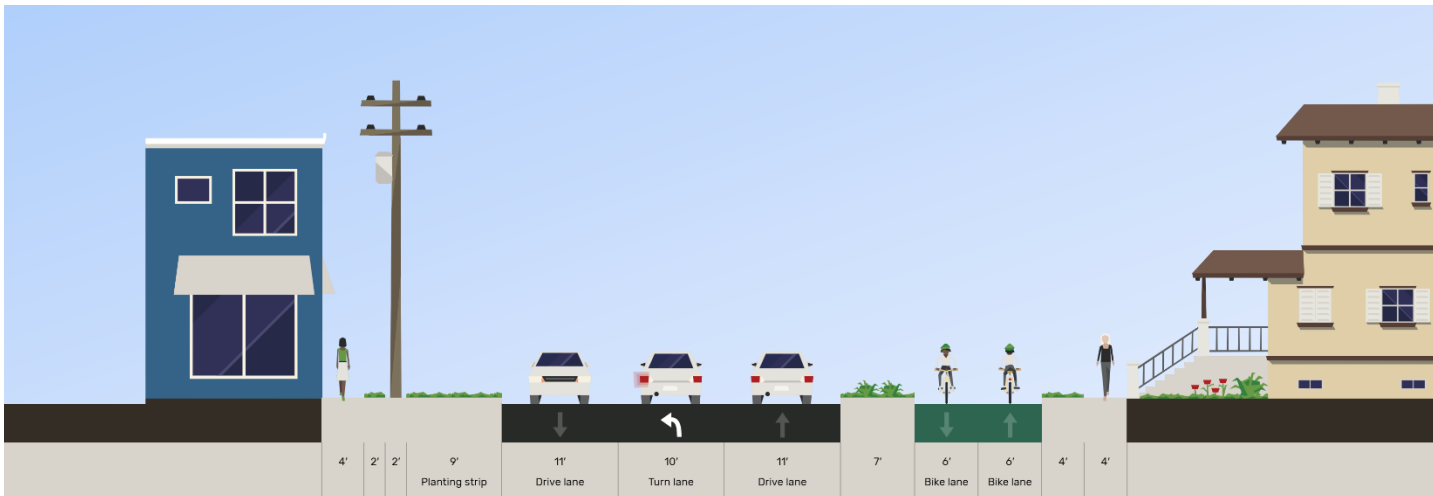 4′ 2′ 2′ 9′ 11′ 10′ 11′ 7′ 6′ 6′ 4′ 4′
Planting strip Drive lane Turn lane Drive lane Bike lane Bike lane